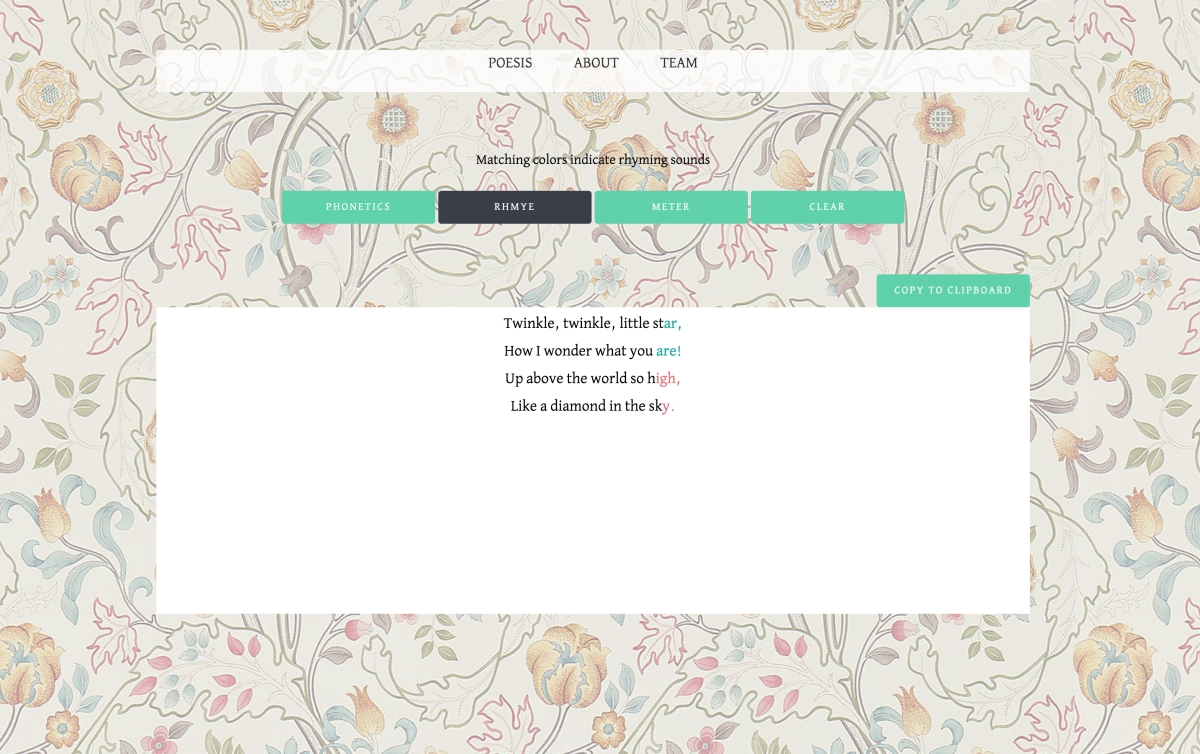 POESIS ABOUT TEAM
Matching colors indicate rhyming sounds
PHONETICS RHMYE METER CLEAR
COPY TO CLIPBOARD
Twinkle, twinkle, little star,
How I wonder what you are!
Up above the world so high,
Like a diamond in the sky.